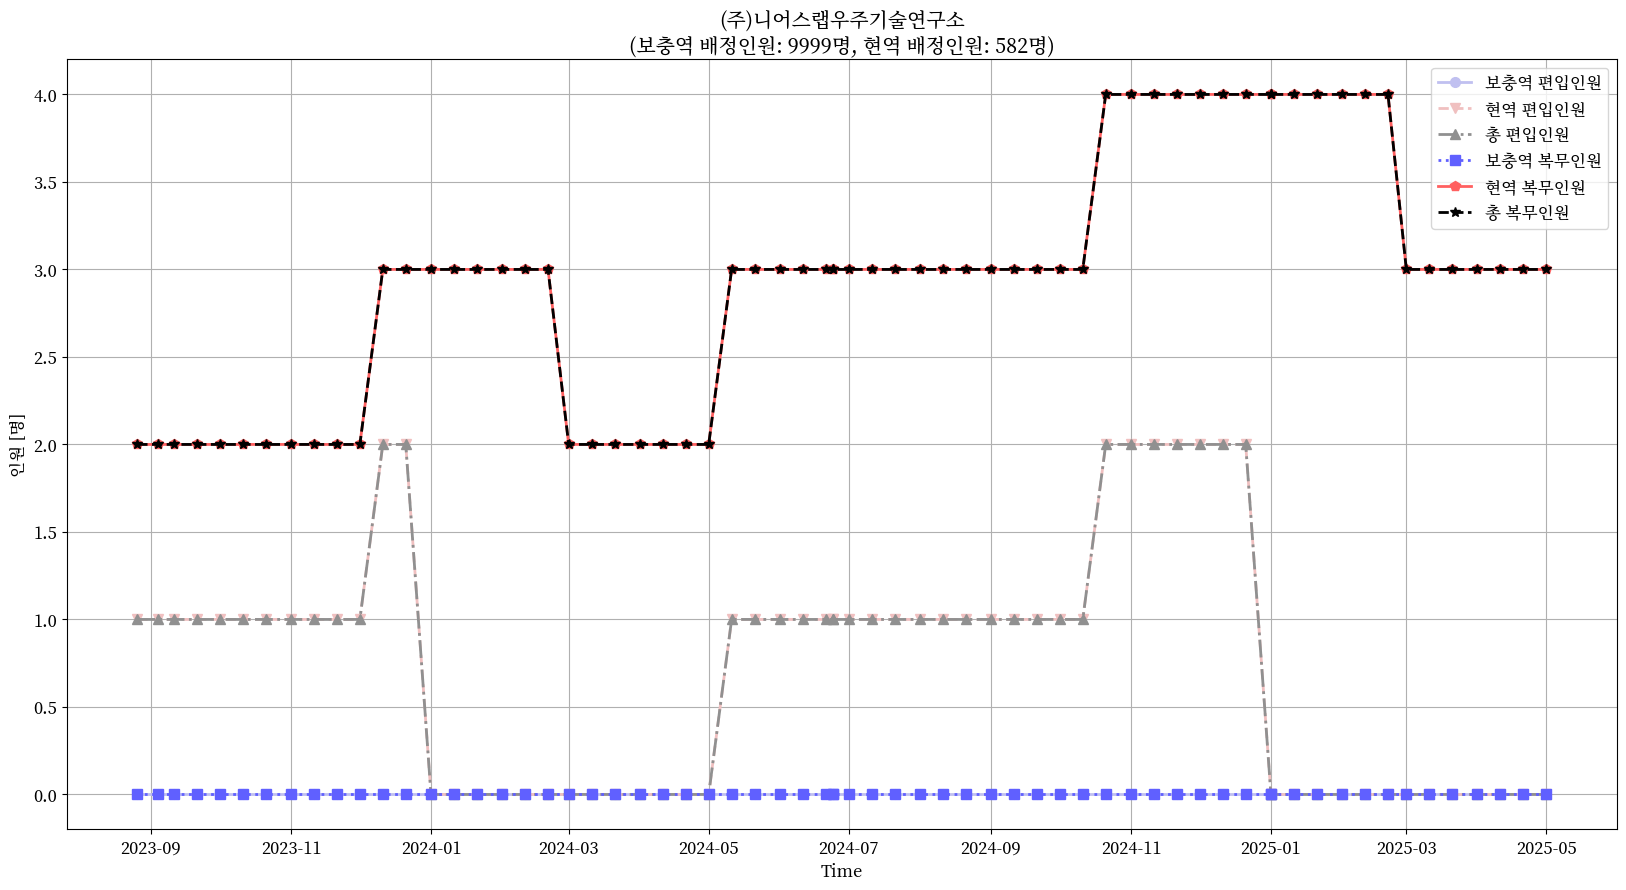 (주)니어스랩우주기술연구소
(보충역 배정인원: 9999명, 현역 배정인원: 582명)
보충역 편입인원
현역 편입인원
총 편입인원
보충역 복무인원
현역 복무인원
총 복무인원
인원 [명]
4.0
3.5
3.0
2.5
2.0
1.5
1.0
0.5
0.0
2023-09 2023-11 2024-01 2024-03 2024-05 2024-07 2024-09 2024-11 2025-01 2025-03 2025-05
Time